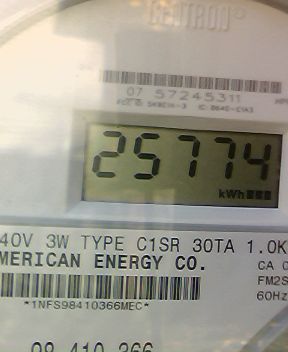 CENTRON®
07 57245311
25774
kWh
40V 3W TYPE C1SR 30TA 1.0K
MERICAN ENERGY CO.
CA 0
FM2S
60Hz
*1NFS98410366MEC*
98 410 366